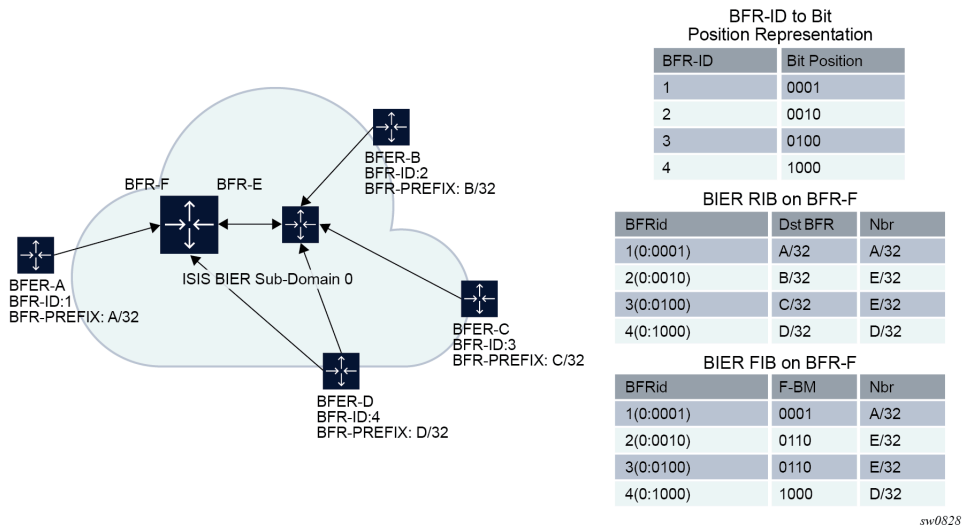 BFER-B
BFR-ID:2
BFR-PREFIX: B/32
BFR-F
BFR-E
BFER-A
BFR-ID:1
BFR-PREFIX: A/32
ISIS BIER Sub-Domain 0
BFER-C
BFR-ID:3
BFR-PREFIX: C/32
BFER-D
BFR-ID:4
BFR-PREFIX: D/32
BFR-ID to Bit
Position Representation
BFR-ID Bit Position
1 0001
2 0010
3 0100
4 1000
BIER RIB on BFR-F
BFRid Dst BFR Nbr
1(0:0001) A/32 A/32
2(0:0010) B/32 E/32
3(0:0100) C/32 E/32
4(0:1000) D/32 D/32
BIER FIB on BFR-F
BFRid F-BM Nbr
1(0:0001) 0001 A/32
2(0:0010) 0110 E/32
3(0:0100) 0110 E/32
4(0:1000) 1000 D/32
sw0828